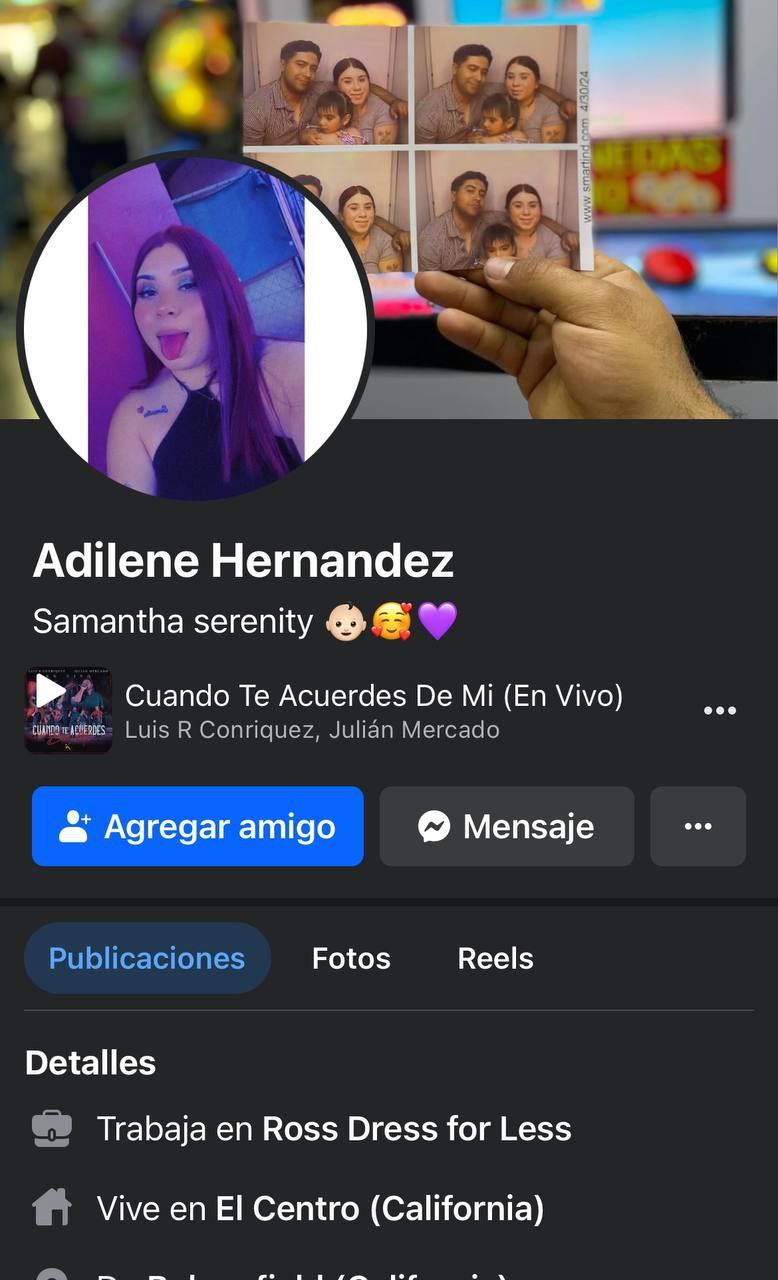 www.smartind.com 4/30/24
Adilene Hernandez
Samantha serenity 👶🏻🥰💜
CUANDO TE ACUERDES
Cuando Te Acuerdes De Mi (En Vivo)
Luis R Conriquez, Julián Mercado
Agregar amigo
Mensaje
Publicaciones
Fotos
Reels
Detalles
Trabaja en Ross Dress for Less
Vive en El Centro (California)